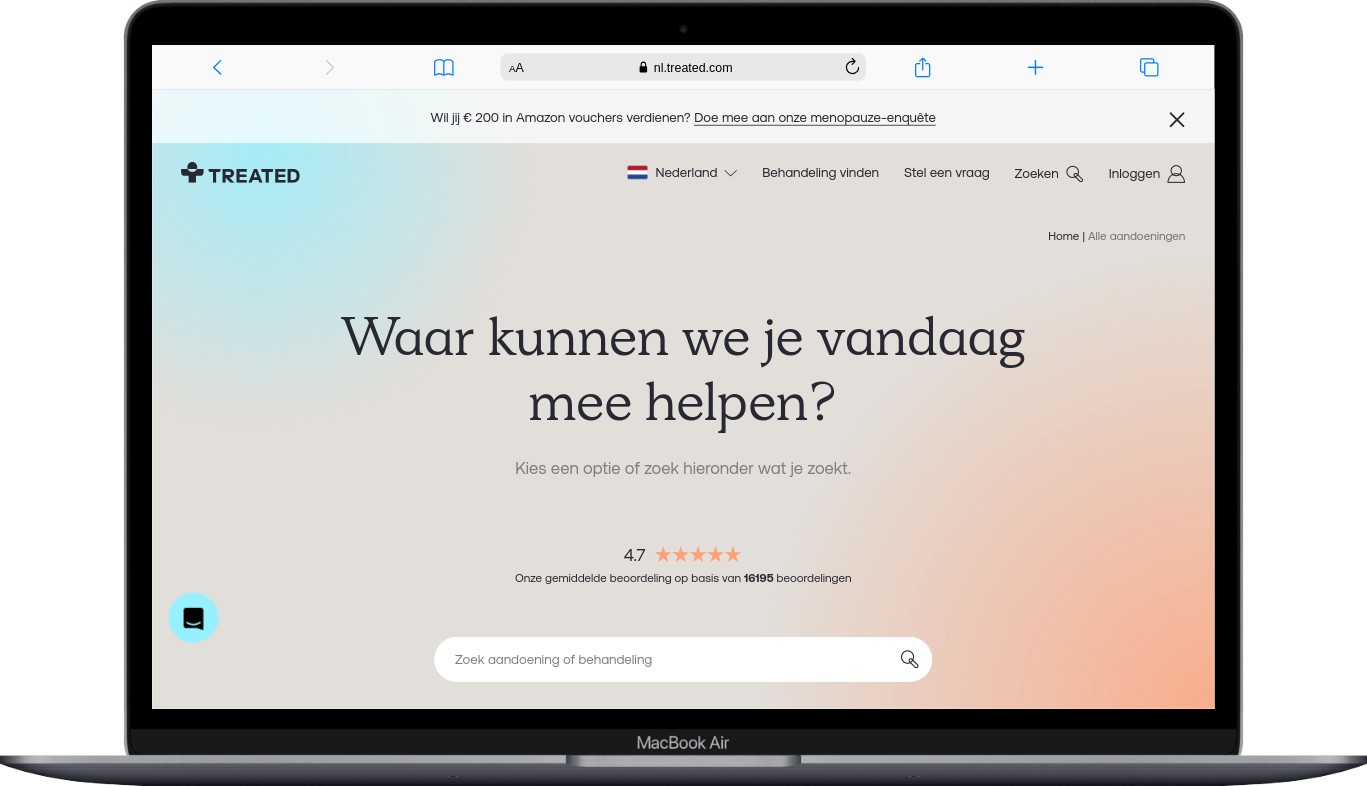 AA
nl.treated.com
Wil jij € 200 in Amazon vouchers verdienen? Doe mee aan onze menopauze-enquête
TREATED
Nederland
Behandeling vinden
Stel een vraag
Zoeken
Inloggen
Home | Alle aandoeningen
Waar kunnen we je vandaag
mee helpen?
Kies een optie of zoek hieronder wat je zoekt.
4.7
Onze gemiddelde beoordeling op basis van 16195 beoordelingen
Zoek aandoening of behandeling
MacBook Air